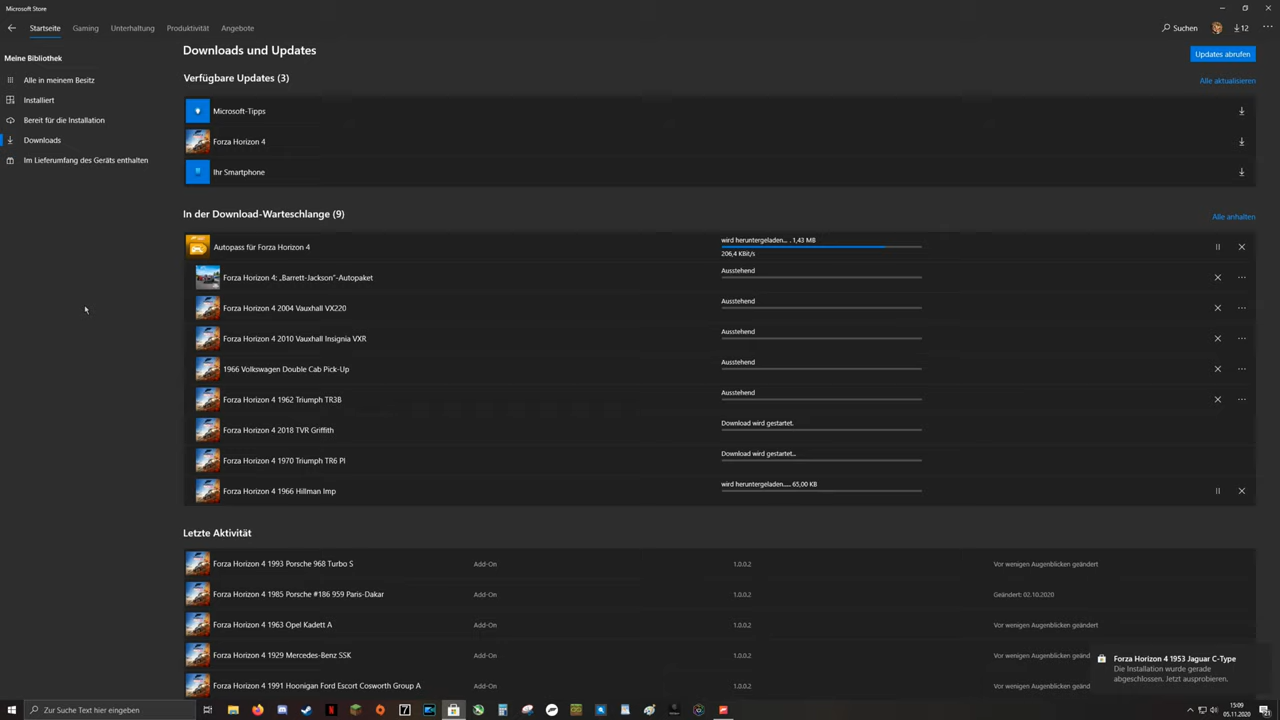 Microsoft Store
Startseite Gaming Unterhaltung Produktivität Angebote
Suchen 12
Meine Bibliothek
Alle in meinem Besitz
Installiert
Bereit für die Installation
Downloads
Im Lieferumfang des Geräts enthalten
Downloads und Updates
Updates abrufen
Verfügbare Updates (3)
Alle aktualisieren
Microsoft-Tipps
Forza Horizon 4
Ihr Smartphone
In der Download-Warteschlange (9)
Alle anhalten
Autopass für Forza Horizon 4
wird heruntergeladen... . 1,43 MB
206,4 KBit/s
Forza Horizon 4: „Barrett-Jackson"-Autopaket
Ausstehend
Forza Horizon 4 2004 Vauxhall VX220
Ausstehend
Forza Horizon 4 2010 Vauxhall Insignia VXR
Ausstehend
1966 Volkswagen Double Cab Pick-Up
Ausstehend
Forza Horizon 4 1962 Triumph TR3B
Ausstehend
Forza Horizon 4 2018 TVR Griffith
Download wird gestartet.
Forza Horizon 4 1970 Triumph TR6 PI
Download wird gestartet...
Forza Horizon 4 1966 Hillman Imp
wird heruntergeladen..... 65,00 KB
Letzte Aktivität
Forza Horizon 4 1993 Porsche 968 Turbo S Add-On 1.0.0.2 Vor wenigen Augenblicken geändert
Forza Horizon 4 1985 Porsche #186 959 Paris-Dakar Add-On 1.0.0.2 Geändert: 02.10.2020
Forza Horizon 4 1963 Opel Kadett A Add-On 1.0.0.2 Vor wenigen Augenblicken geändert
Forza Horizon 4 1929 Mercedes-Benz SSK Add-On 1.0.0.2 Vor wenigen Augenblicken geänd
Forza Horizon 4 1991 Hoonigan Ford Escort Cosworth Group A Add-On 1.0.0.2 Vor wenigen Augenblicken geänd
Forza Horizon 4 1953 Jaguar C-Type
Die Installation wurde gerade
abgeschlossen. Jetzt ausprobieren.
Zur Suche Text hier eingeben
15:09
05.11.2020